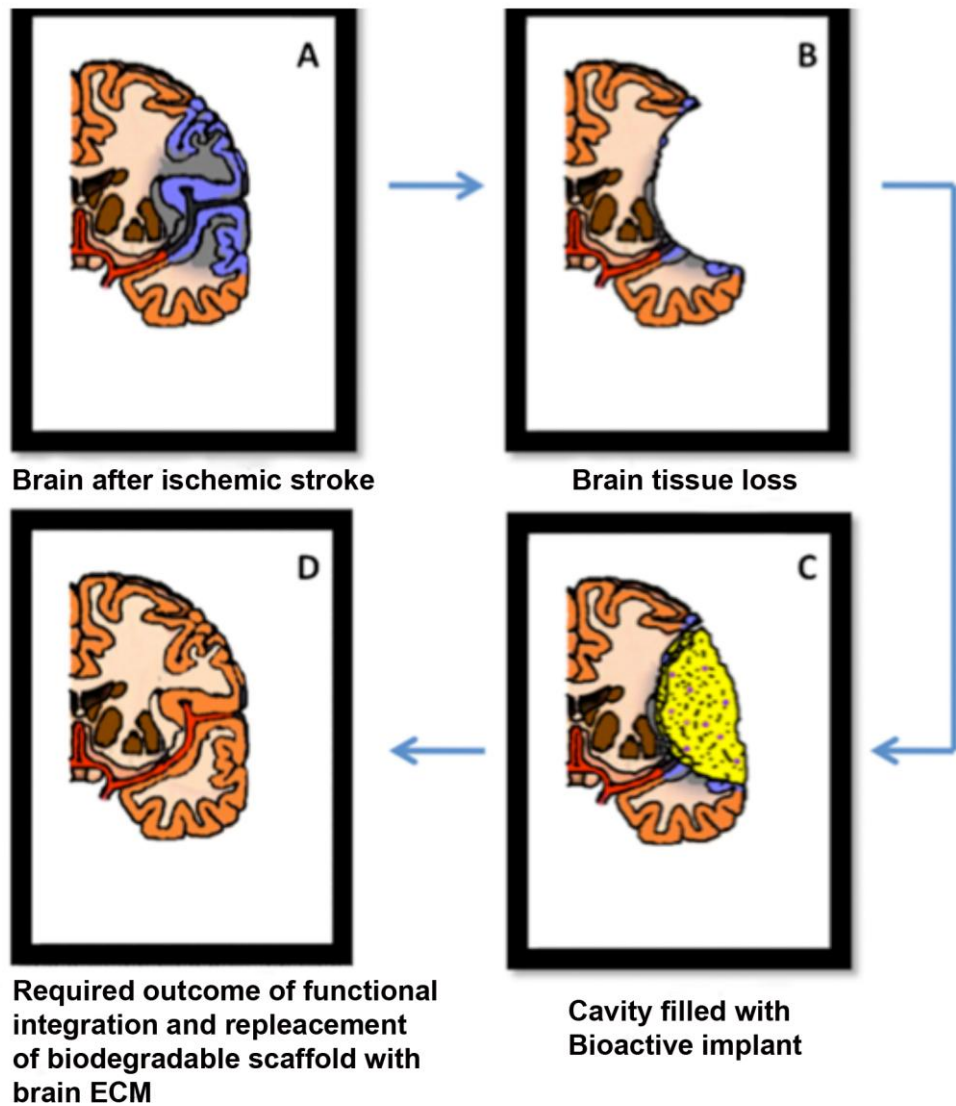 A
B
Brain after ischemic stroke
Brain tissue loss
D
C
Required outcome of functional
integration and repleacement
of biodegradable scaffold with
brain ECM
Cavity filled with
Bioactive implant